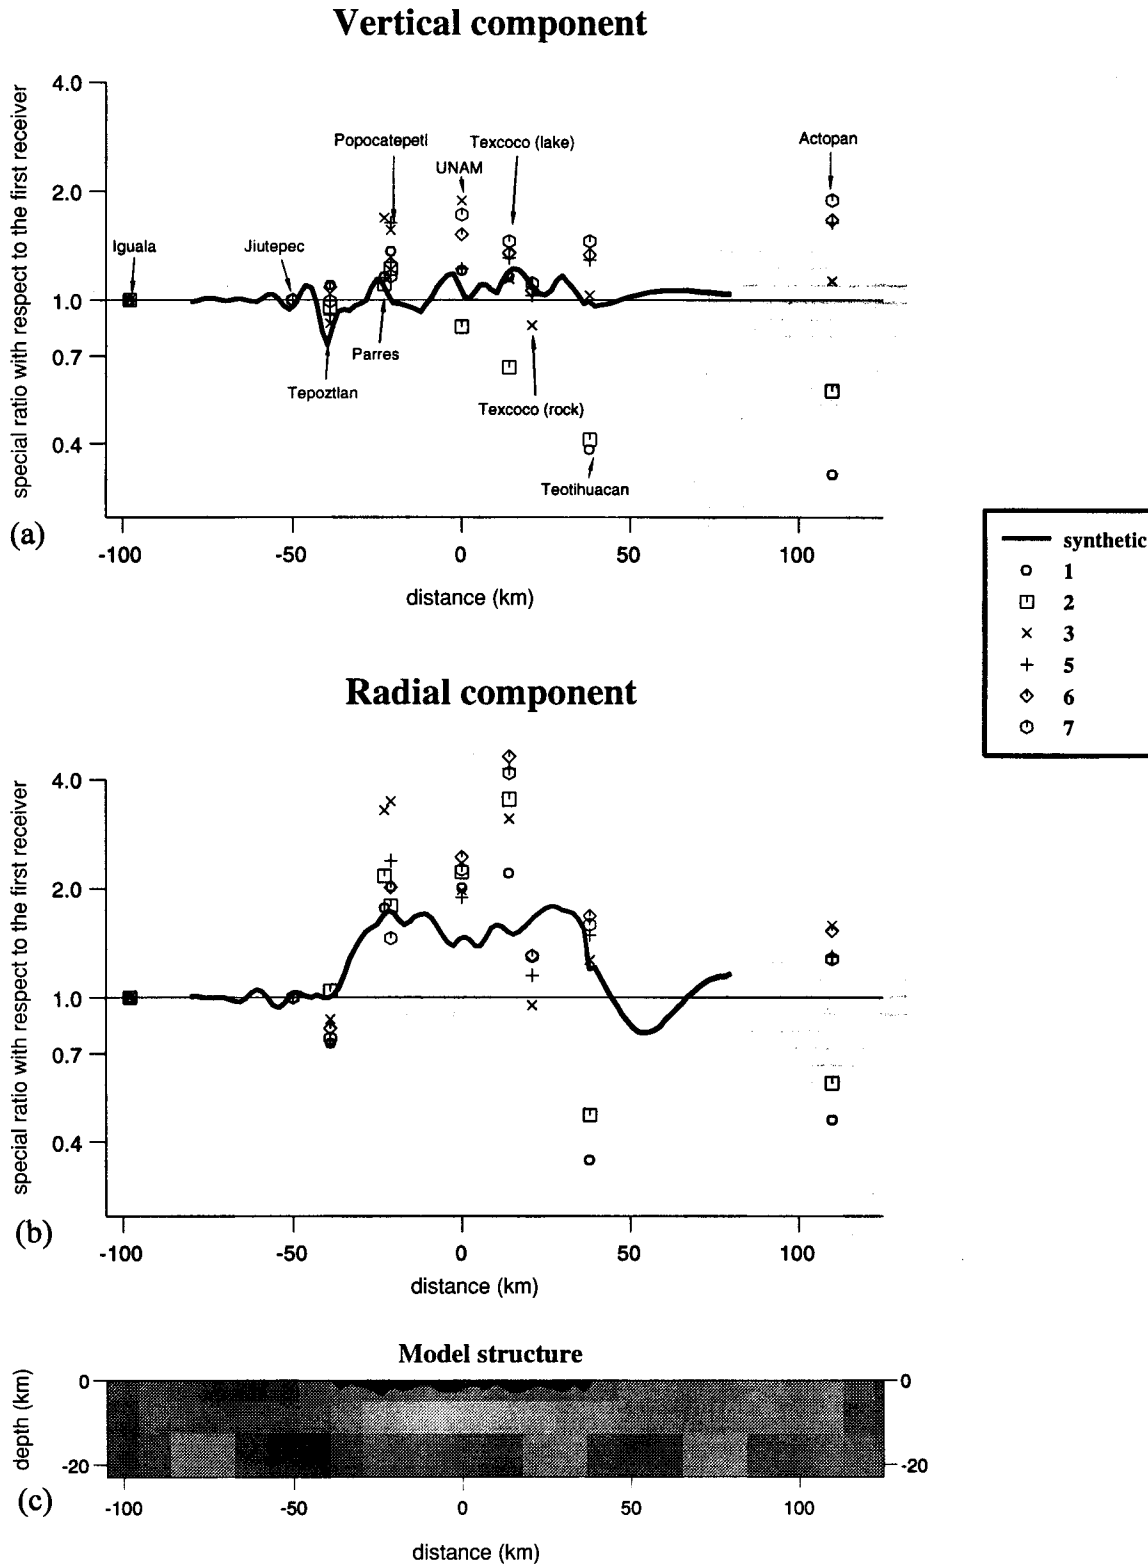 Vertical component
special ratio with respect to the first receiver
4.0
2.0
1.0
0.7
0.4
Iguala
Jiutepec
Popocatepetl
UNAM
Texcoco (lake)
Actopan
Parres
Tepoztlan
Texcoco (rock)
Teotihuacan
(a)
-100 -50 0 50 100
distance (km)
synthetic
1
2
3
5
6
7
Radial component
special ratio with respect to the first receiver
4.0
2.0
1.0
0.7
0.4
(b)
-100 -50 0 50 100
distance (km)
Model structure
depth (km)
0 0
-20 -20
(c)
-100 -50 0 50 100
distance (km)